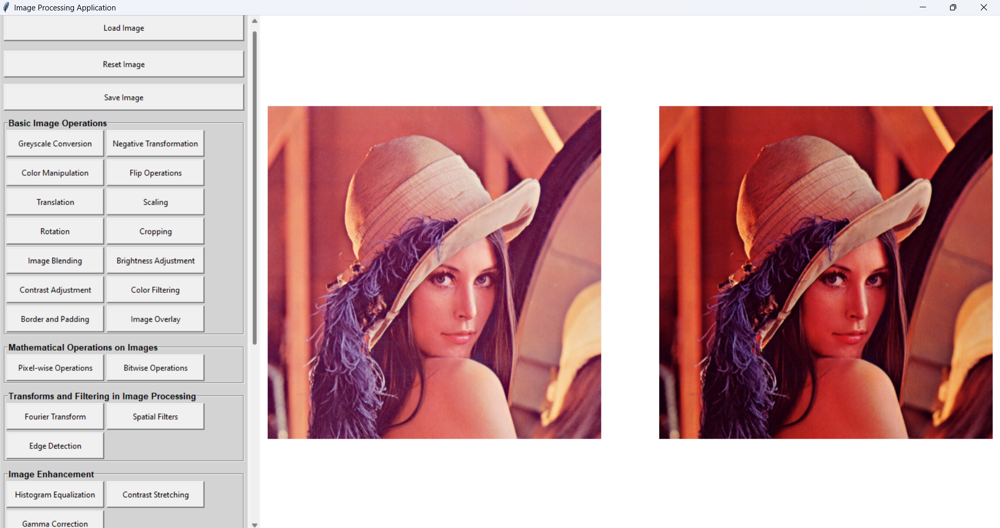 Image Processing Application
Load Image
Reset Image
Save Image
Basic Image Operations
Greyscale Conversion
Negative Transformation
Color Manipulation
Flip Operations
Translation
Scaling
Rotation
Cropping
Image Blending
Brightness Adjustment
Contrast Adjustment
Color Filtering
Border and Padding
Image Overlay
Mathematical Operations on Images
Pixel-wise Operations
Bitwise Operations
Transforms and Filtering in Image Processing
Fourier Transform
Spatial Filters
Edge Detection
Image Enhancement
Histogram Equalization
Contrast Stretching
Gamma Correction